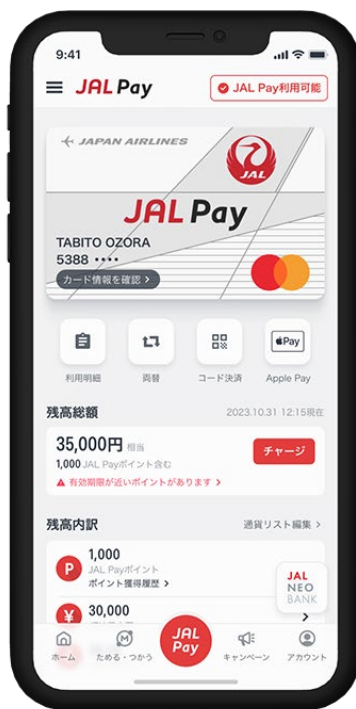 9:41
JAL Pay
JAL Pay利用可能
JAPAN AIRLINES
JAL
JAL Pay
TABITO OZORA
5388 ••••
カード情報を確認 >
Pay
利用明細
両替
コード決済
Apple Pay
残高総額
2023.10.31 12:15現在
35,000円 相当
1,000 JAL Payポイント含む
チャージ
有効期限が近いポイントがあります >
残高内訳
通貨リスト編集 >
P
1,000
JAL Payポイント
ポイント獲得履歴 >
JAL
NEO
BANK
¥
30,000
ホーム
ためる・つかう
JAL
Pay
キャンペーン
アカウント